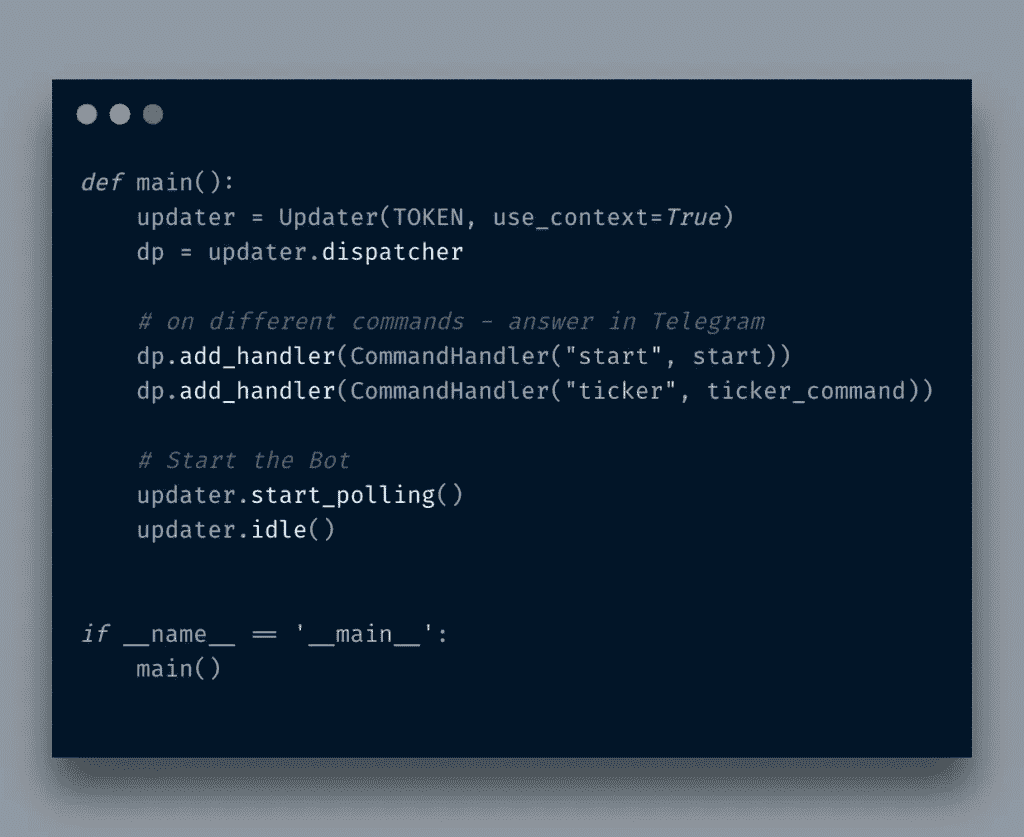 def main():
    updater = Updater(TOKEN, use_context=True)
    dp = updater.dispatcher
    # on different commands - answer in Telegram
    dp.add_handler(CommandHandler("start", start))
    dp.add_handler(CommandHandler("ticker", ticker_command))
    # Start the Bot
    updater.start_polling()
    updater.idle()
if __name__ == '__main__':
    main()